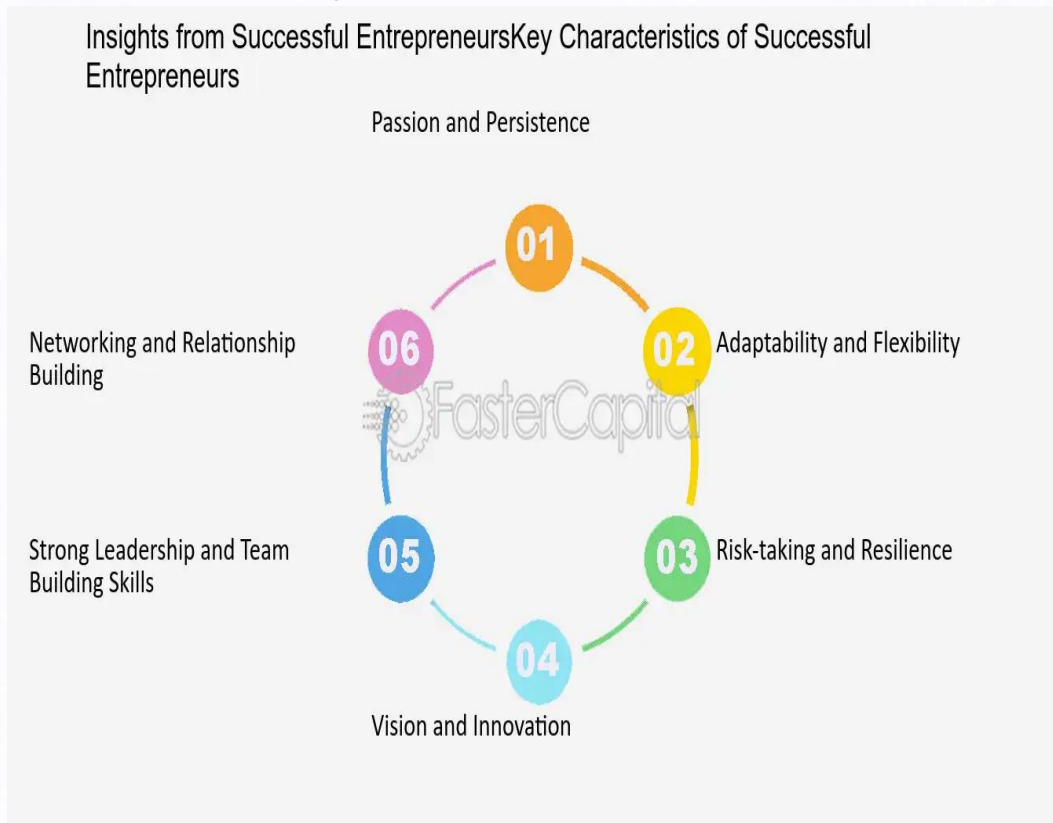 Insights from Successful EntrepreneursKey Characteristics of Successful
Entrepreneurs
Passion and Persistence
01
02
Adaptability and Flexibility
03
Risk-taking and Resilience
04
Vision and Innovation
05
Strong Leadership and Team
Building Skills
06
Networking and Relationship
Building
FasterCapital